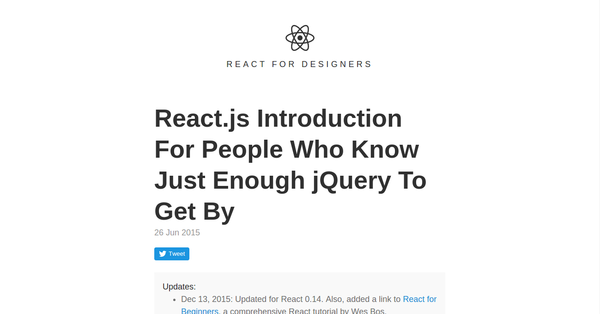 REACT FOR DESIGNERS
React.js Introduction
For People Who Know
Just Enough jQuery To
Get By
26 Jun 2015
Tweet
Updates:
• Dec 13, 2015: Updated for React 0.14. Also, added a link to React for
Beginners, a comprehensive React tutorial by Wes Bos.